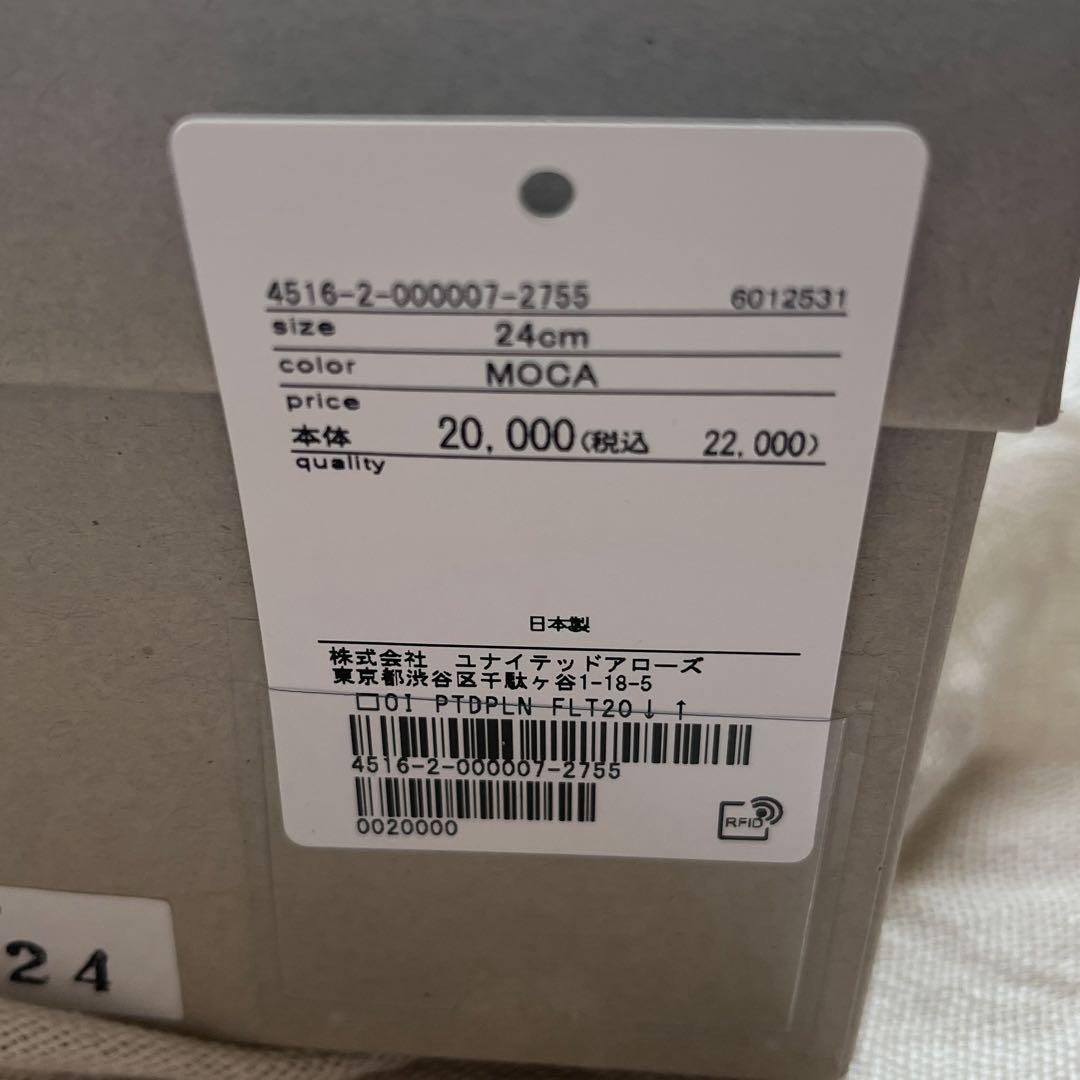 4516-2-000007-2755 6012531
size 24cm
color MOCA
price
本体 20,000(税込 22,000)
quality
日本製
株式会社 ユナイテッドアローズ
東京都渋谷区千駄ヶ谷1-18-5
□OI PTDPLN FLT20↓ ↑
4516-2-000007-2755
0020000
RFID
24